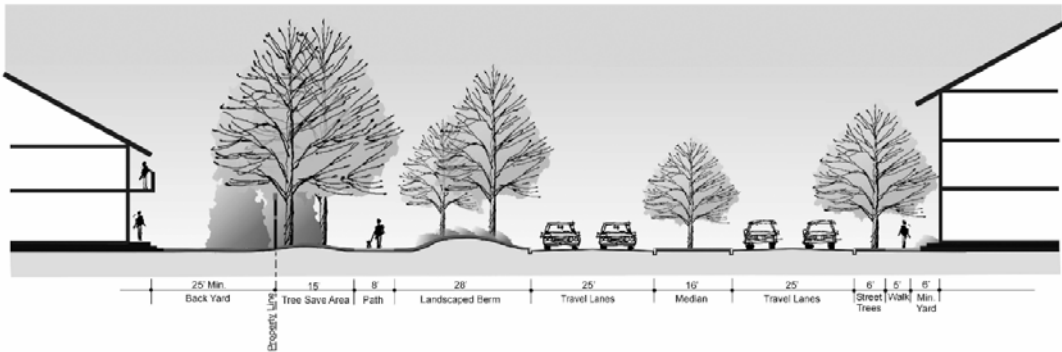 25' Min. 15' 8' 28' 25' 16' 25' 6' 5' 6'
Back Yard Tree Save Area Path Landscaped Berm Travel Lanes Median Travel Lanes Street Walk Min.
Trees Yard
Property Line